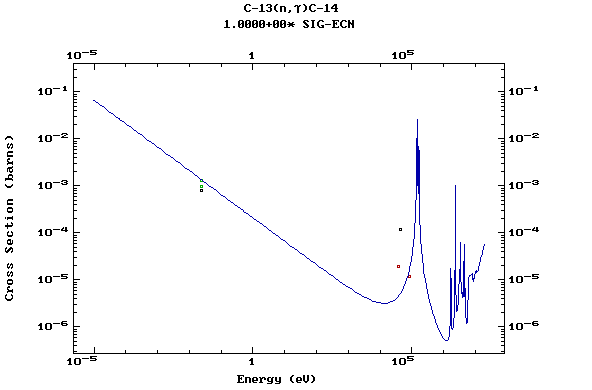 C-13(n,γ)C-14
1.0000+00* SIG-ECN
10-5 1 105
10-1 10-1
10-2 10-2
10-3 10-3
10-4 10-4
10-5 10-5
10-6 10-6
Cross Section (barns)
10-5 1 105
Energy (eV)